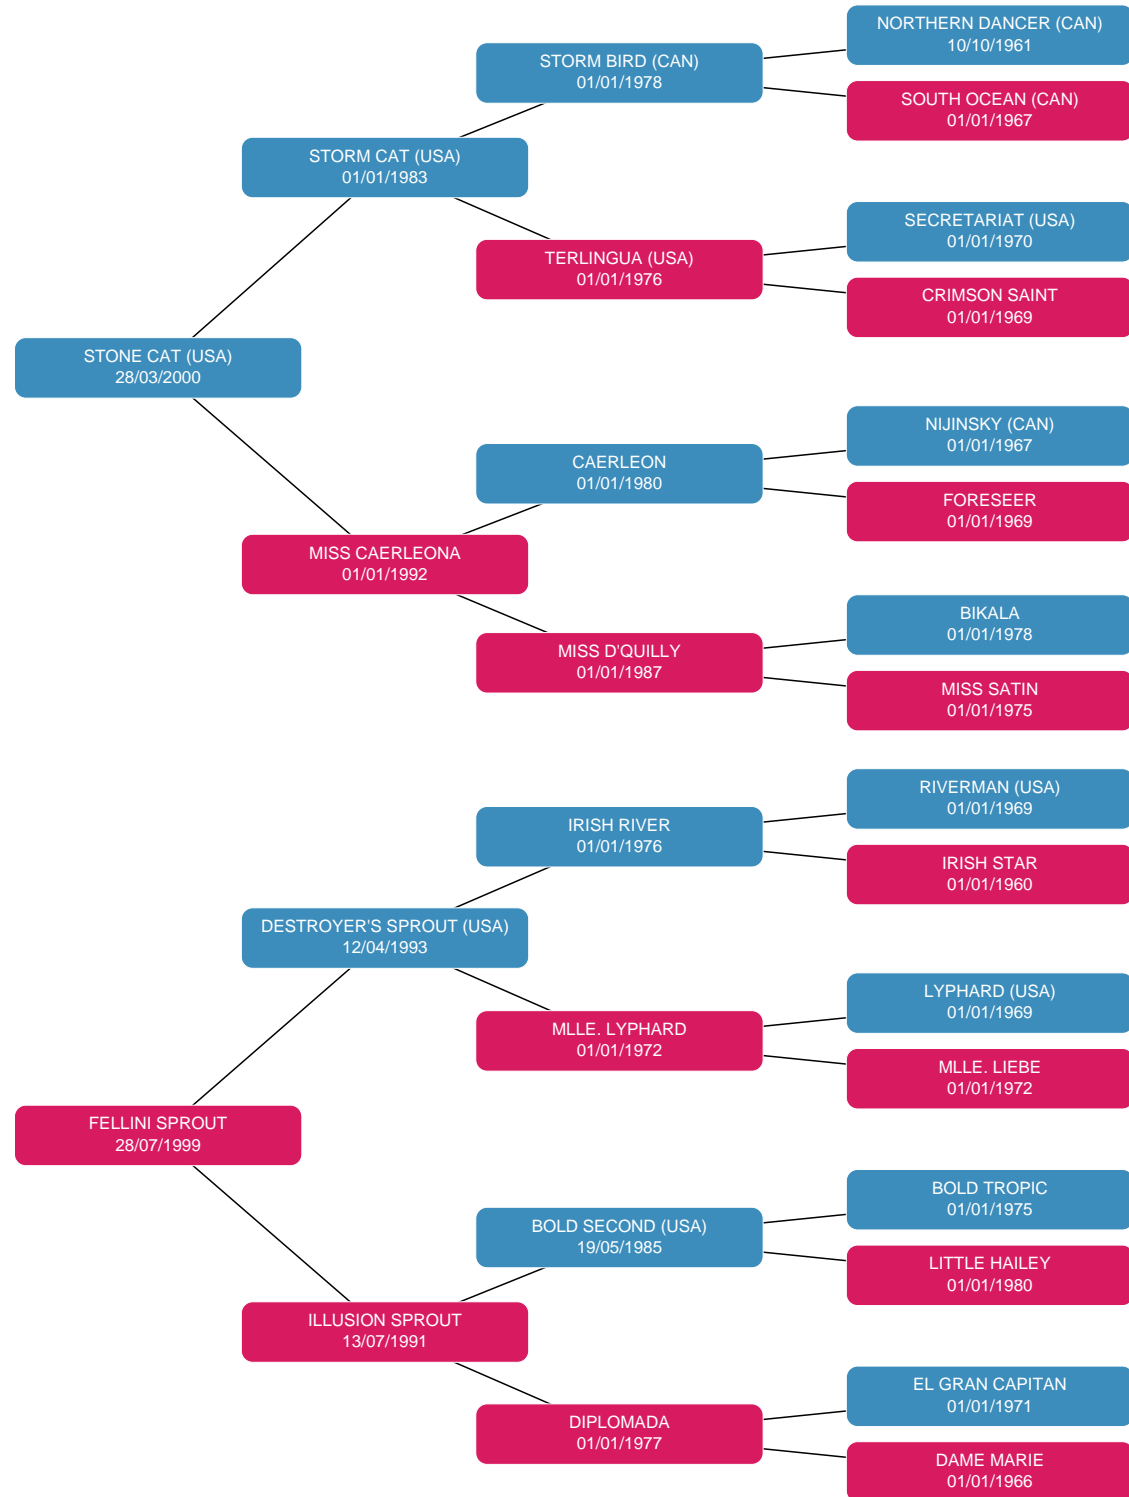 NORTHERN DANCER (CAN)
10/10/1961
STORM BIRD (CAN)
01/01/1978
SOUTH OCEAN (CAN)
01/01/1967
STORM CAT (USA)
01/01/1983
SECRETARIAT (USA)
01/01/1970
TERLINGUA (USA)
01/01/1976
CRIMSON SAINT
01/01/1969
STONE CAT (USA)
28/03/2000
NIJINSKY (CAN)
01/01/1967
CAERLEON
01/01/1980
FORESEER
01/01/1969
MISS CAERLEONA
01/01/1992
BIKALA
01/01/1978
MISS D'QUILLY
01/01/1987
MISS SATIN
01/01/1975
RIVERMAN (USA)
01/01/1969
IRISH RIVER
01/01/1976
IRISH STAR
01/01/1960
DESTROYER'S SPROUT (USA)
12/04/1993
LYPHARD (USA)
01/01/1969
MLLE. LYPHARD
01/01/1972
MLLE. LIEBE
01/01/1972
FELLINI SPROUT
28/07/1999
BOLD TROPIC
01/01/1975
BOLD SECOND (USA)
19/05/1985
LITTLE HAILEY
01/01/1980
ILLUSION SPROUT
13/07/1991
EL GRAN CAPITAN
01/01/1971
DIPLOMADA
01/01/1977
DAME MARIE
01/01/1966